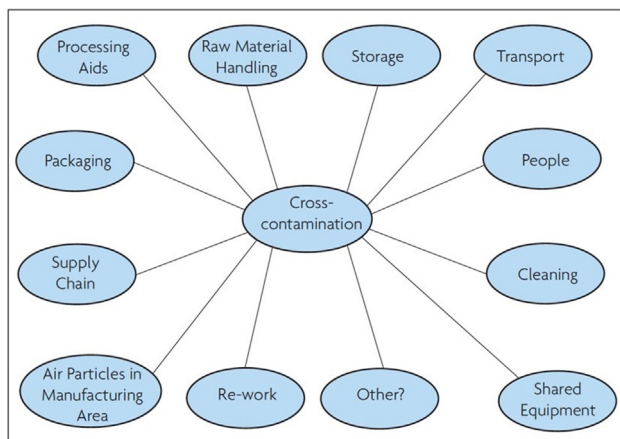 Processing
Aids
Raw Material
Handling
Storage
Transport
Packaging
People
Cross-
contamination
Supply
Chain
Cleaning
Air Particles in
Manufacturing
Area
Re-work
Other?
Shared
Equipment